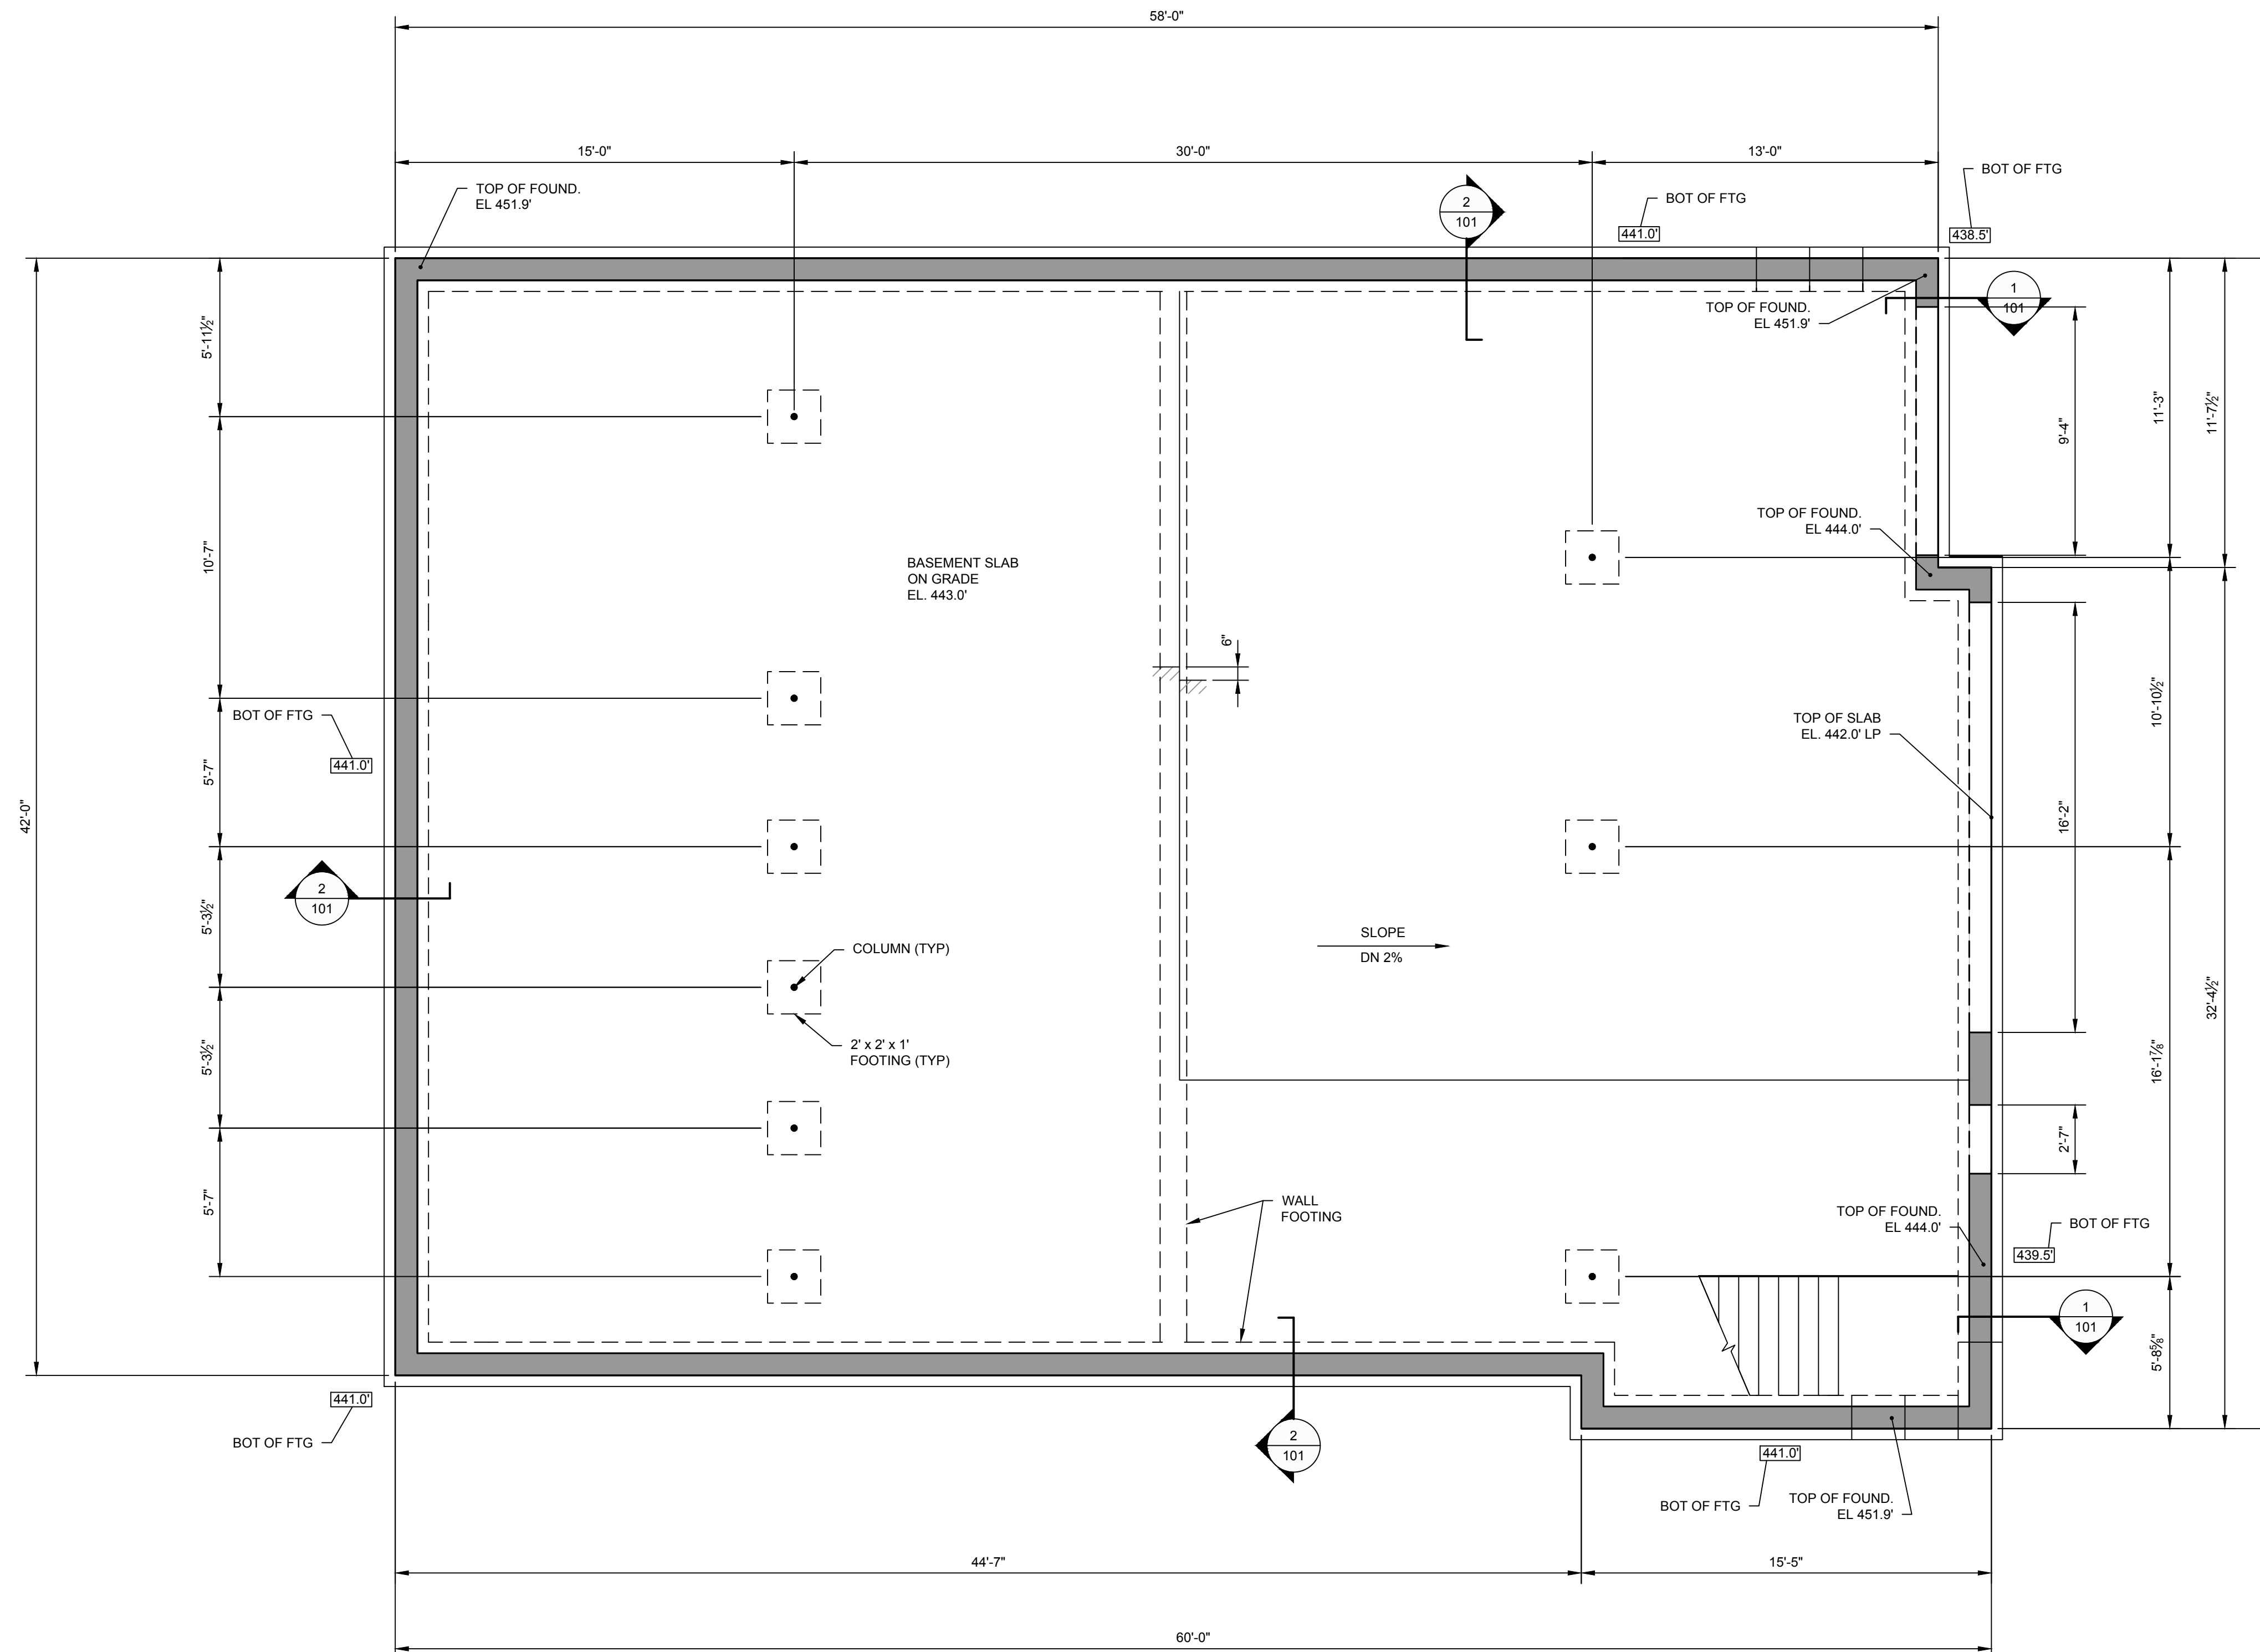 58'-0"
15'-0"
30'-0"
13'-0"
TOP OF FOUND.
EL 451.9'
2
101
BOT OF FTG
441.0'
BOT OF FTG
438.5'
TOP OF FOUND.
EL 451.9'
1
101
5'-11½"
10'-7"
5'-7"
5'-3½"
5'-3½"
5'-7"
42'-0"
9'-4"
11'-3"
11'-7½"
TOP OF FOUND.
EL 444.0'
BASEMENT SLAB
ON GRADE
EL. 443.0'
6"
BOT OF FTG
441.0'
TOP OF SLAB
EL. 442.0' LP
10'-10½"
16'-2"
2
101
COLUMN (TYP)
SLOPE
DN 2%
2' x 2' x 1'
FOOTING (TYP)
32'-4½"
16'-1⅞"
2'-7"
WALL
FOOTING
TOP OF FOUND.
EL 444.0'
BOT OF FTG
439.5'
1
101
5'-8⅝"
441.0'
BOT OF FTG
2
101
441.0'
BOT OF FTG
TOP OF FOUND.
EL 451.9'
44'-7"
15'-5"
60'-0"